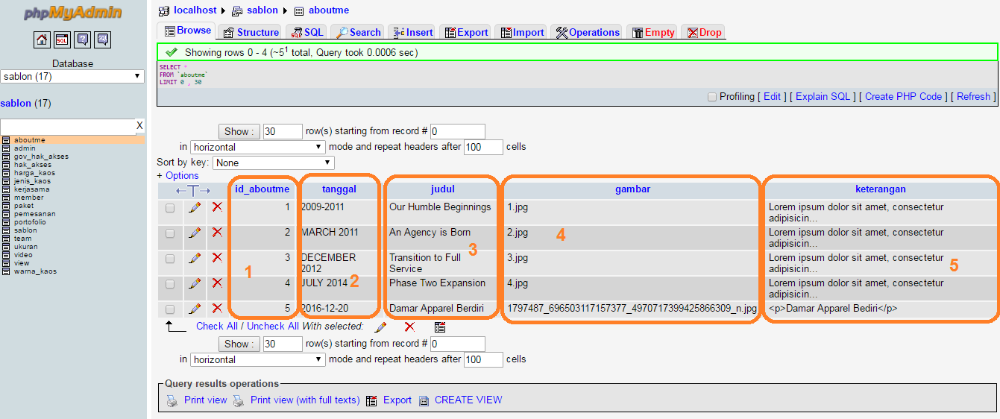 phpMyAdmin
localhost sablon aboutme
Browse Structure SQL Search Insert Export Import Operations Empty Drop
SQL SQL
Database
sablon (17)
sablon (17)
X
aboutme
admin
gov_hak_akses
hak_akses
harga_kaos
jenis_kaos
kerjasama
member
paket
pemesanan
portofolio
sablon
team
ukuran
video
view
warna_kaos
Showing rows 0 - 4 (~5¹ total, Query took 0.0006 sec)
SELECT *
FROM `aboutme`
LIMIT 0 , 30
Profiling [ Edit ] [ Explain SQL ] [ Create PHP Code ] [ Refresh ]
Show : 30 row(s) starting from record # 0
in horizontal mode and repeat headers after 100 cells
Sort by key: None
+ Options
←T→ id_aboutme tanggal judul gambar keterangan
1 2009-2011 Our Humble Beginnings 1.jpg Lorem ipsum dolor sit amet, consectetur
adipisicin...
2 MARCH 2011 An Agency is Born 2.jpg Lorem ipsum dolor sit amet, consectetur
adipisicin...
3 DECEMBER 2012 Transition to Full Service 3.jpg Lorem ipsum dolor sit amet, consectetur
adipisicin...
4 JULY 2014 Phase Two Expansion 4.jpg Lorem ipsum dolor sit amet, consectetur
adipisicin...
5 2016-12-20 Damar Apparel Berdiri 1797487_696503117157377_4970717399425866309_n.jpg <p>Damar Apparel Bediri</p>
1
2
3
4
5
Check All / Uncheck All With selected:
Show : 30 row(s) starting from record # 0
in horizontal mode and repeat headers after 100 cells
Query results operations
Print view Print view (with full texts) Export CREATE VIEW